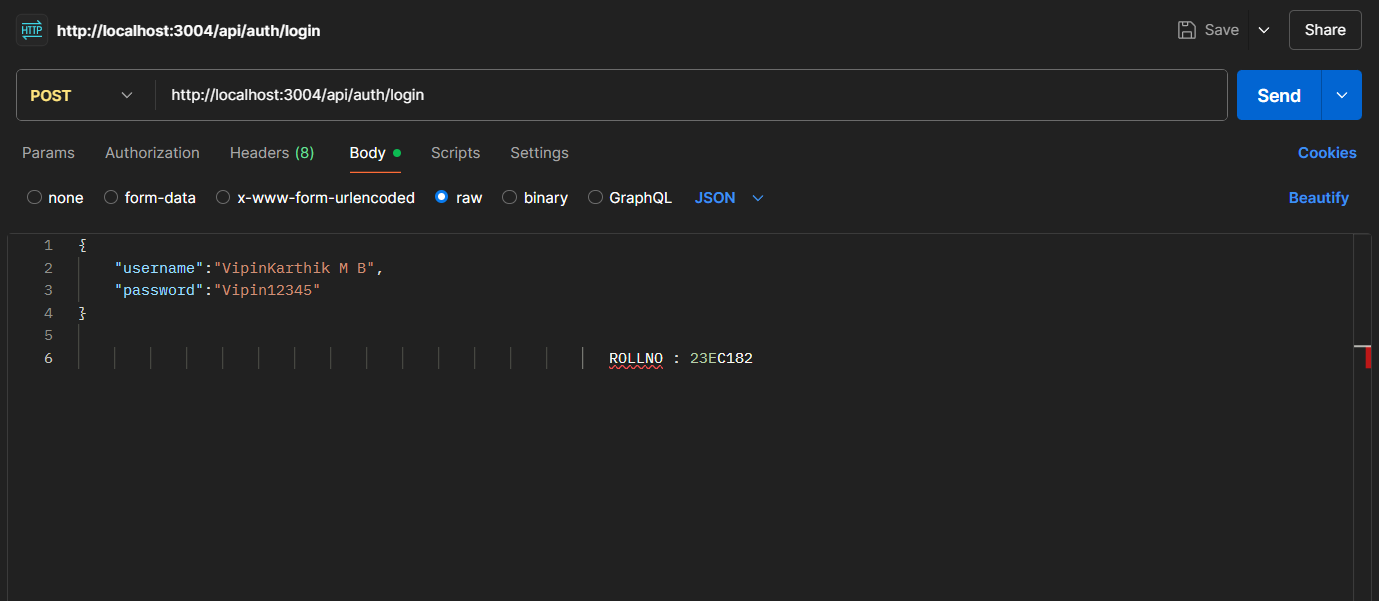 HTTP http://localhost:3004/api/auth/login Save Share
POST http://localhost:3004/api/auth/login Send
Params Authorization Headers (8) Body Scripts Settings Cookies
none form-data x-www-form-urlencoded raw binary GraphQL JSON Beautify
1 {
2 "username":"VipinKarthik M B",
3 "password":"Vipin12345"
4 }
5
6 ROLLNO : 23EC182